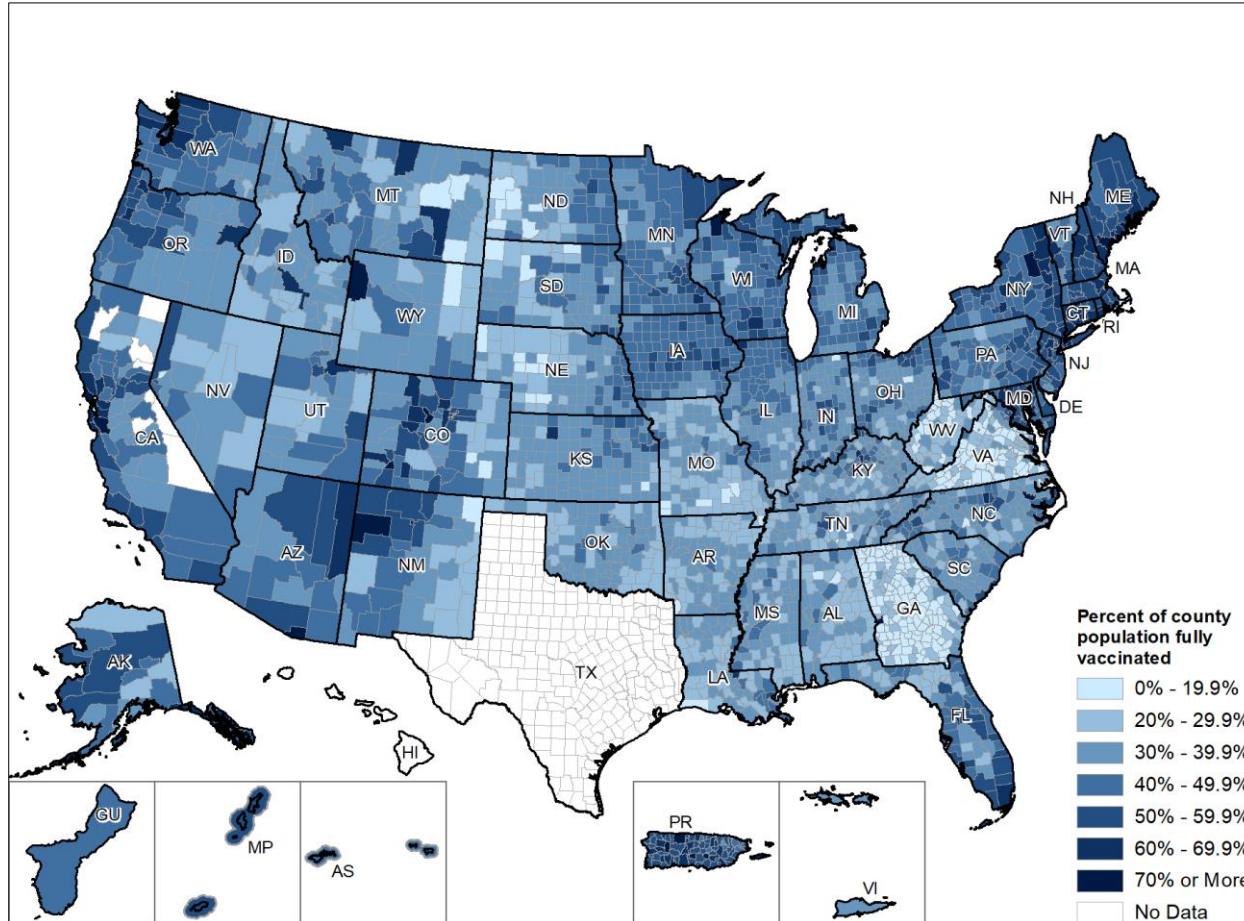 WA
MT
ND
MN
OR
ID
SD
WI
MI
WY
NE
IA
NV
UT
CO
CA
KS
MO
IL
IN
OH
KY
WV
VA
PA
NY
NH
ME
VT
MA
CT
RI
NJ
MD
DE
AZ
NM
OK
AR
TN
NC
SC
MS
AL
GA
TX
LA
FL
AK
HI
GU
MP
AS
PR
VI
Percent of county
population fully
vaccinated
0% - 19.9%
20% - 29.9%
30% - 39.9%
40% - 49.9%
50% - 59.9%
60% - 69.9%
70% or More
No Data